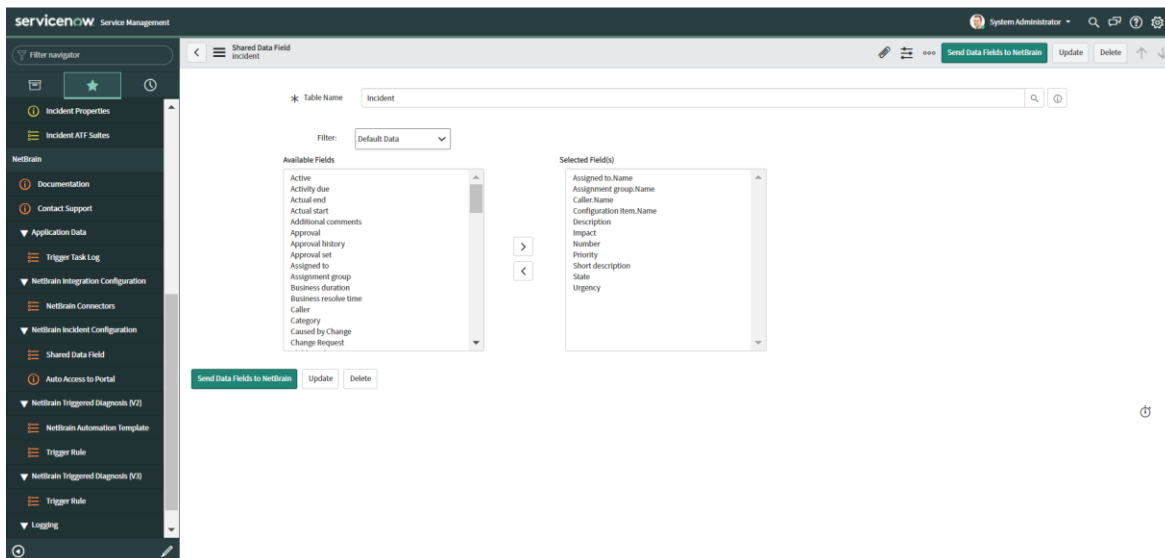 servicenow Service Management
System Administrator
Filter navigator
Incident Properties
Incident ATF Suites
NetBrain
Documentation
Contact Support
Application Data
Trigger Task Log
NetBrain Integration Configuration
NetBrain Connectors
NetBrain Incident Configuration
Shared Data Field
Auto Access to Portal
NetBrain Triggered Diagnosis (V2)
NetBrain Automation Template
Trigger Rule
NetBrain Triggered Diagnosis (V3)
Trigger Rule
Logging
Shared Data Field
Incident
Send Data Fields to NetBrain
Update
Delete
Table Name
Incident
Filter:
Default Data
Available Fields
Active
Activity due
Actual end
Actual start
Additional comments
Approval
Approval history
Approval set
Assigned to
Assignment group
Business duration
Business resolve time
Caller
Category
Caused by Change
Change Request
Selected Field(s)
Assigned to.Name
Assignment group.Name
Caller.Name
Configuration item.Name
Description
Impact
Number
Priority
Short description
State
Urgency
Send Data Fields to NetBrain
Update
Delete